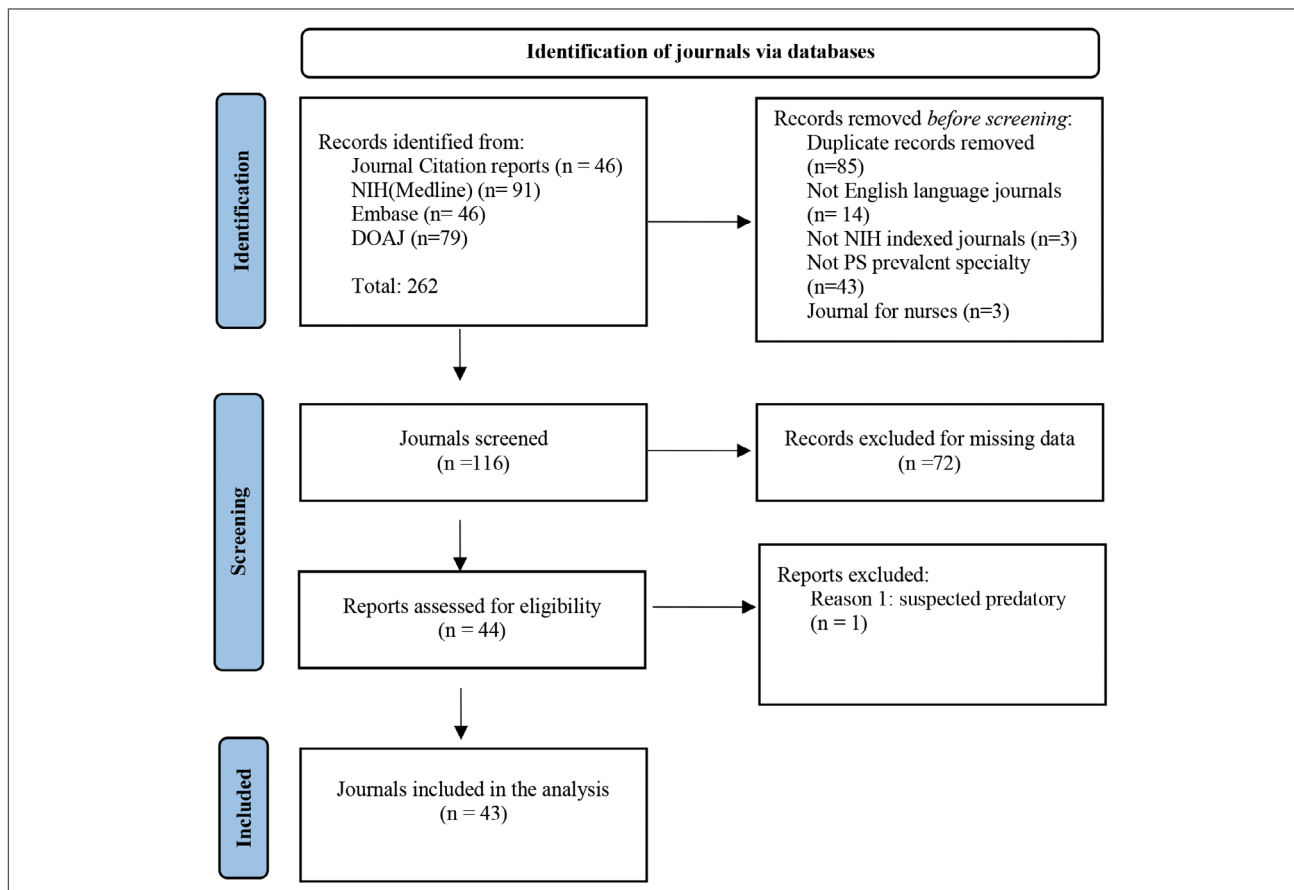 Identification of journals via databases
Identification
Records identified from:
Journal Citation reports (n = 46)
NIH(Medline) (n= 91)
Embase (n= 46)
DOAJ (n=79)
Total: 262
Records removed before screening:
Duplicate records removed
(n=85)
Not English language journals
(n= 14)
Not NIH indexed journals (n=3)
Not PS prevalent specialty
(n=43)
Journal for nurses (n=3)
Screening
Journals screened
(n =116)
Records excluded for missing data
(n =72)
Reports assessed for eligibility
(n = 44)
Reports excluded:
Reason 1: suspected predatory
(n = 1)
Included
Journals included in the analysis
(n = 43)